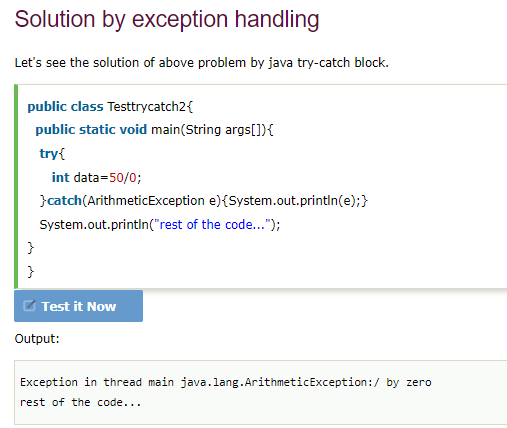 Solution by exception handling
Let's see the solution of above problem by java try-catch block.
public class Testtrycatch2{
public static void main(String args[]){
try{
int data=50/0;
}catch(ArithmeticException e){System.out.println(e);}
System.out.println("rest of the code...");
}
}
Test it Now
Output:
Exception in thread main java.lang.ArithmeticException:/ by zero
rest of the code...